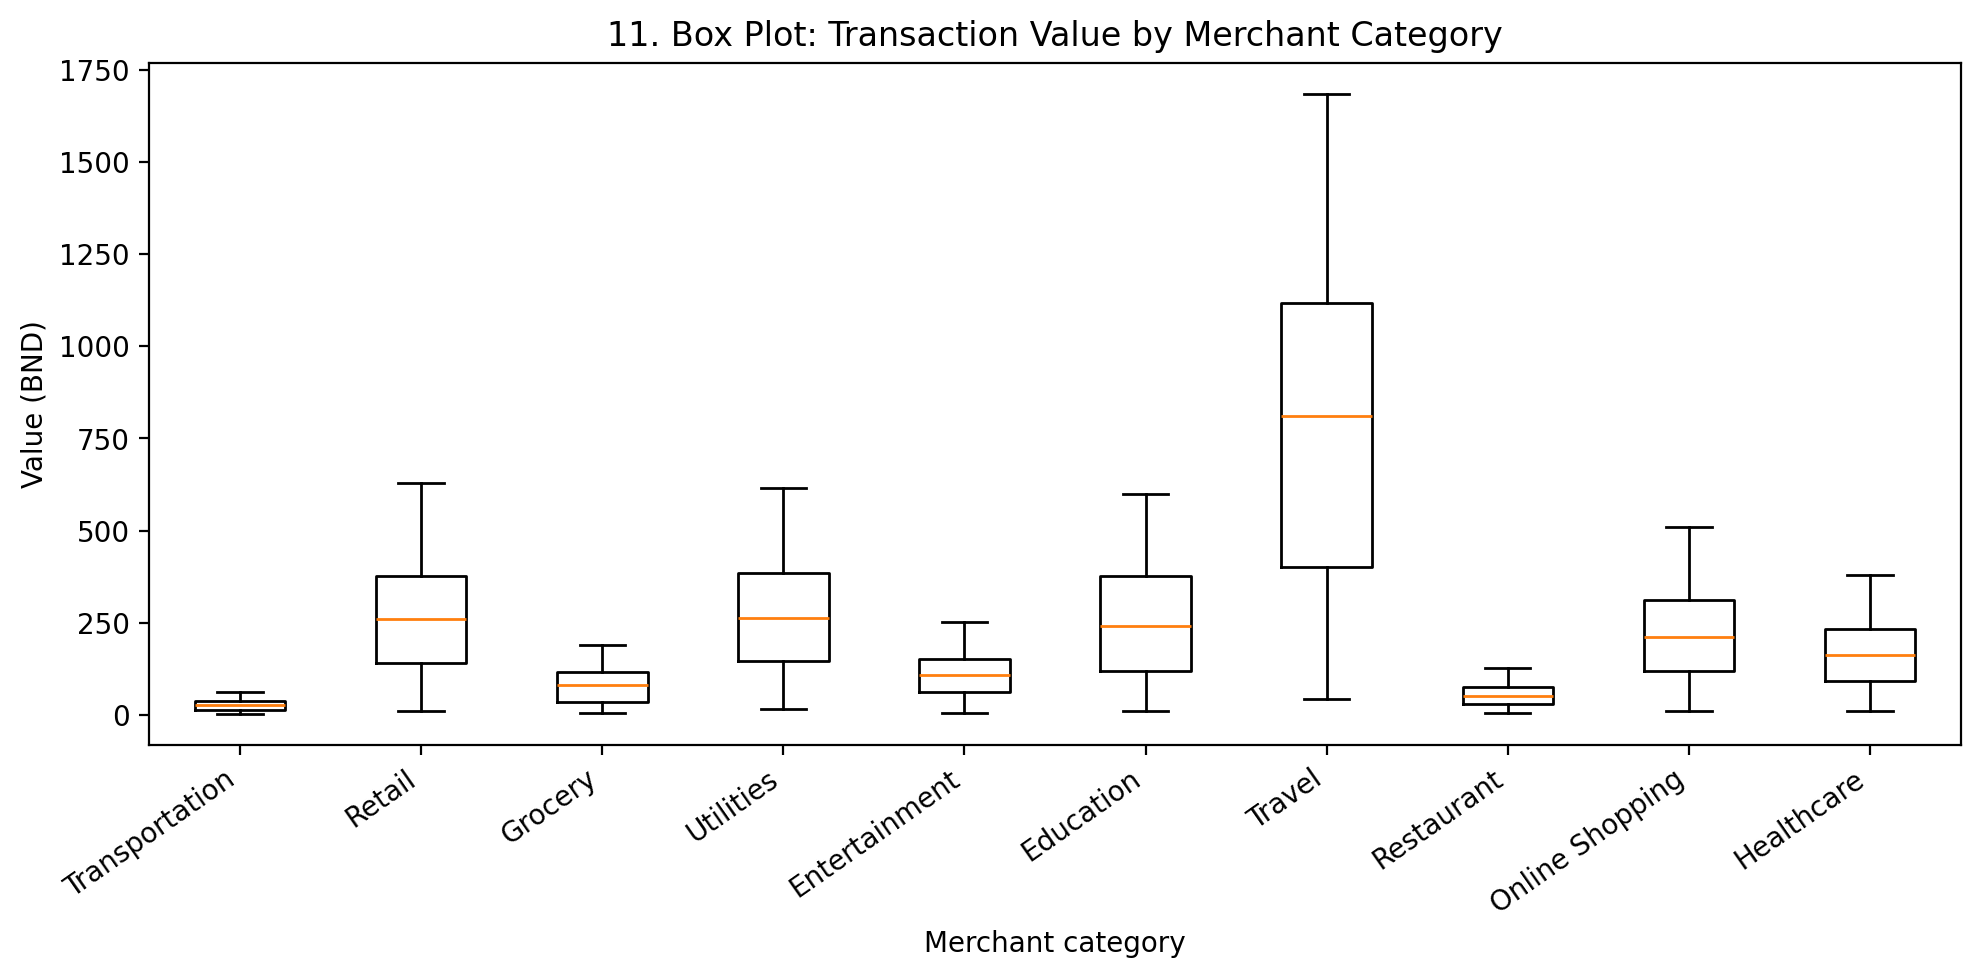 11. Box Plot: Transaction Value by Merchant Category
Value (BND)
1750
1500
1250
1000
750
500
250
0
Transportation
Retail
Grocery
Utilities
Entertainment
Education
Travel
Restaurant
Online Shopping
Healthcare
Merchant category